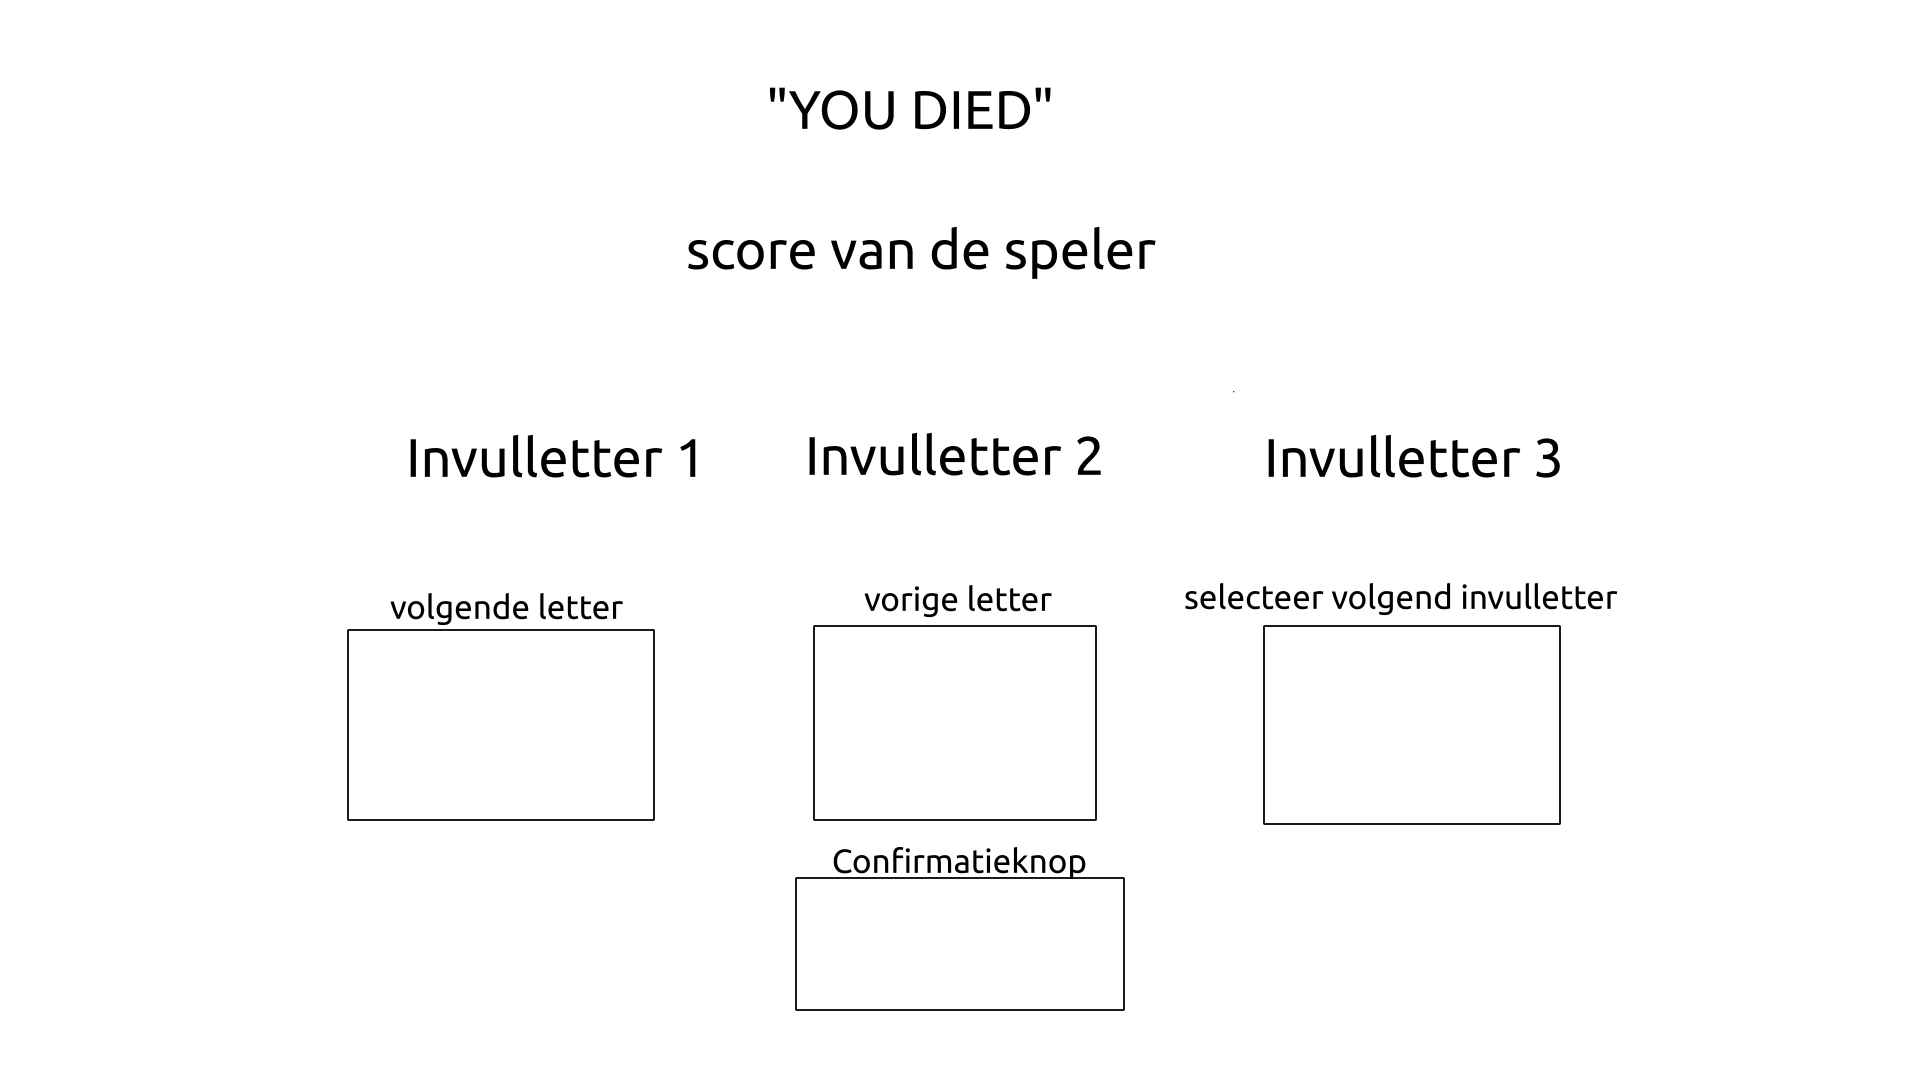 "YOU DIED"
score van de speler
Invulletter 1
Invulletter 2
Invulletter 3
volgende letter
vorige letter
selecteer volgend invulletter
Confirmatieknop